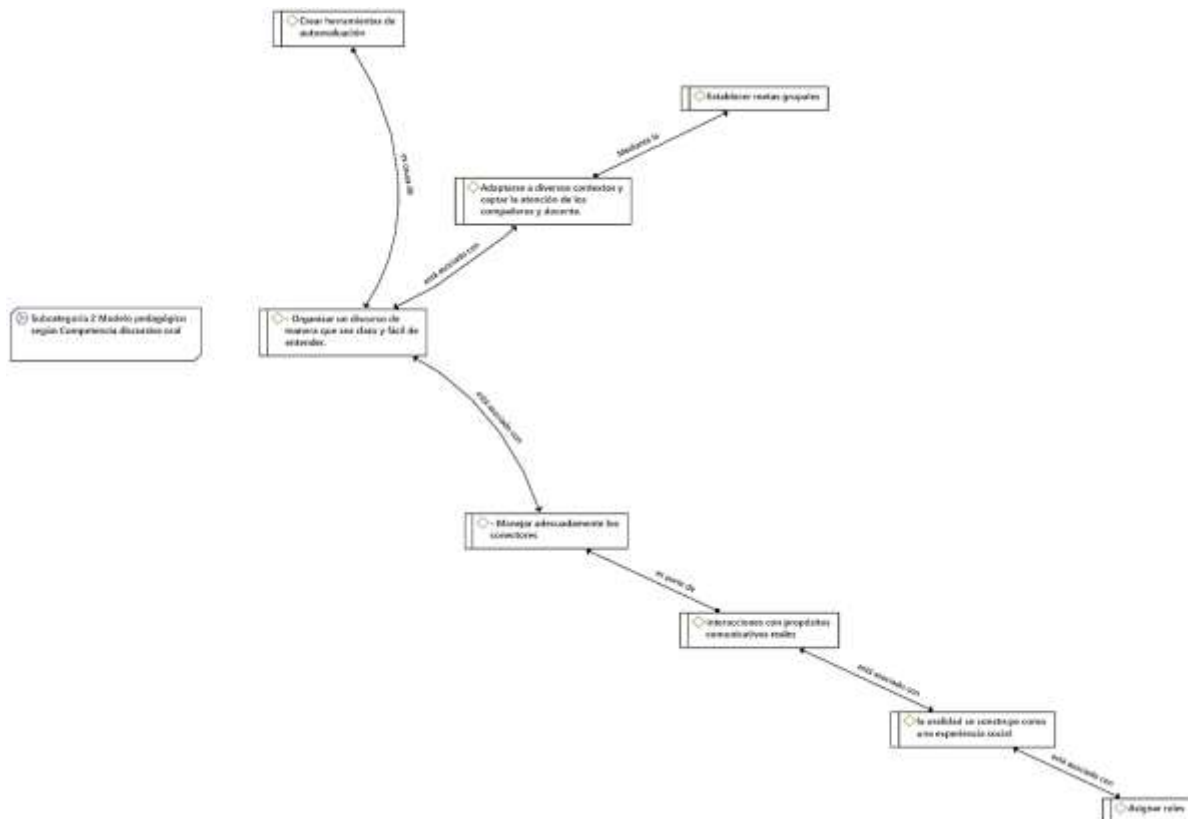 Crear herramientas de
autoevaluación
Establecer metas grupales
Mediante la
Adaptarse a diversos contextos y
captar la atención de los
compañeros y docente.
es causa de
está asociado con
Subcategoría 2 Modelo pedagógico
según Competencia discursiva oral
- Organizar un discurso de
manera que sea claro y fácil de
entender.
está asociado con
- Manejar adecuadamente los
conectores
es parte de
Interacciones con propósitos
comunicativos reales
está asociado con
la oralidad se construye como
una experiencia social
está asociado con
Asignar roles